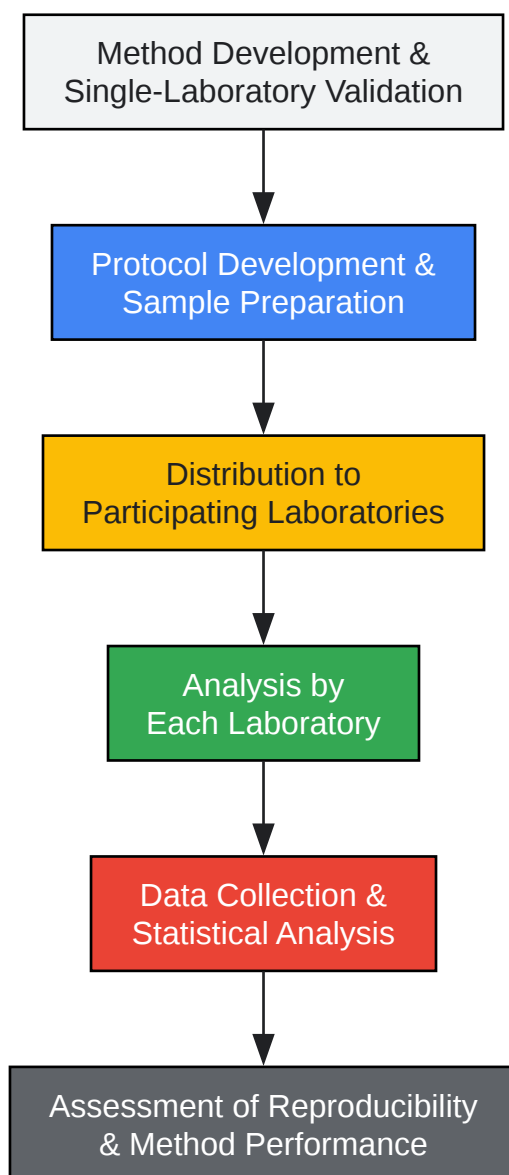 Method Development &
Single-Laboratory Validation
Protocol Development &
Sample Preparation
Distribution to
Participating Laboratories
Analysis by
Each Laboratory
Data Collection &
Statistical Analysis
Assessment of Reproducibility
& Method Performance